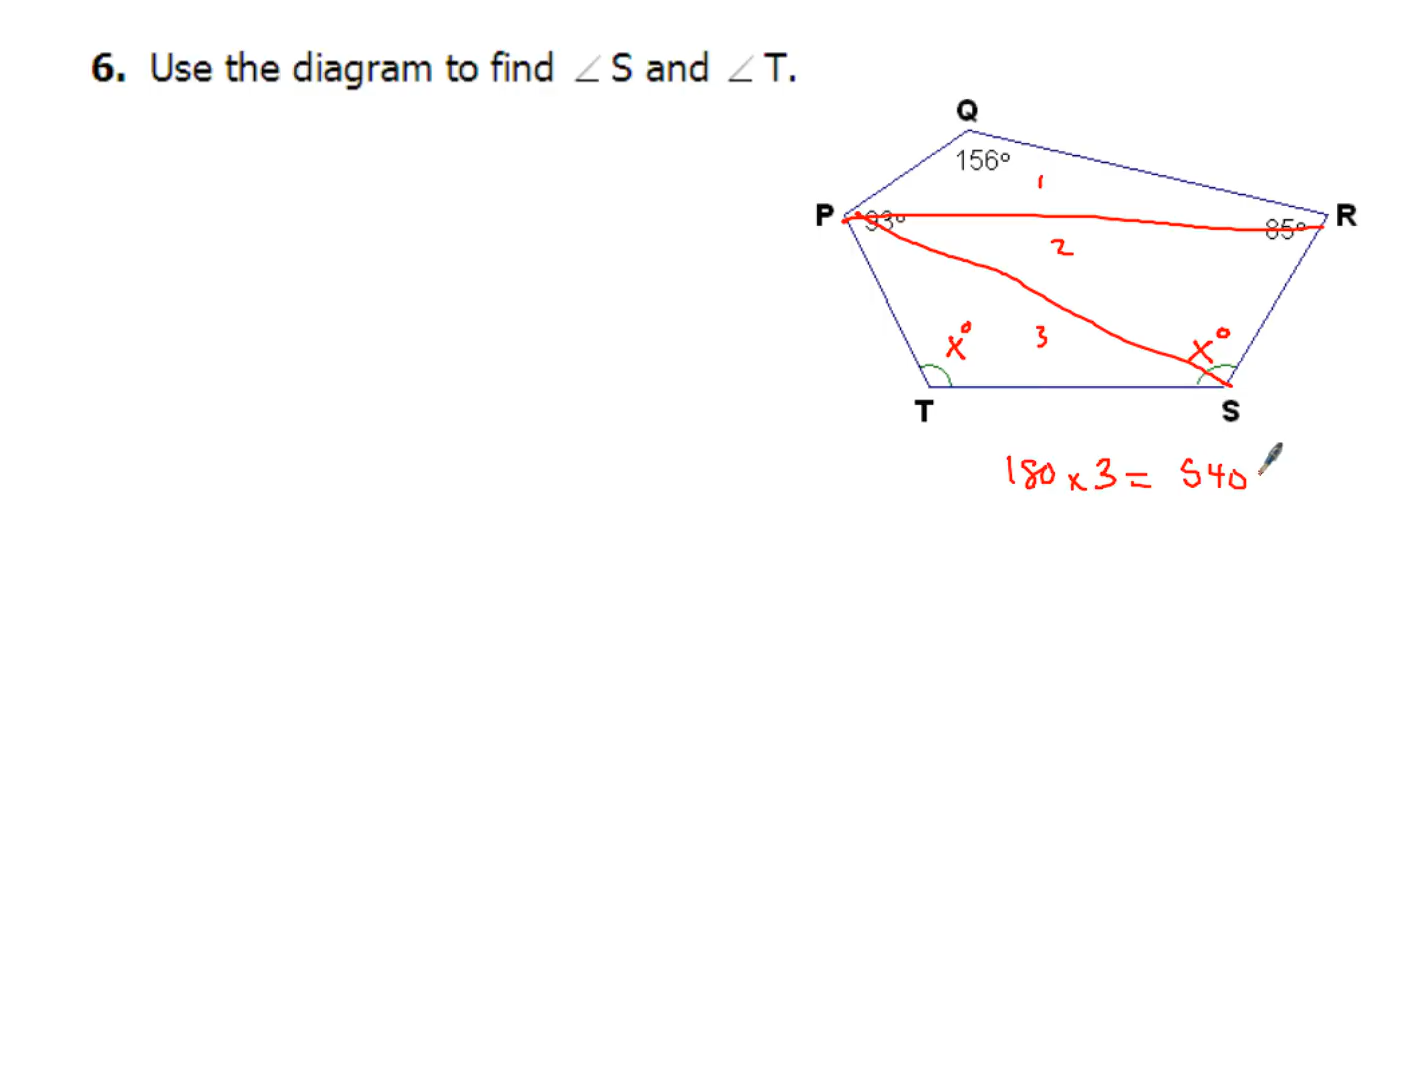 6. Use the diagram to find ∠S and ∠T.
Q
156°
1
P
93°
85°
R
2
x°
3
x°
T
S
180 x 3 = 540